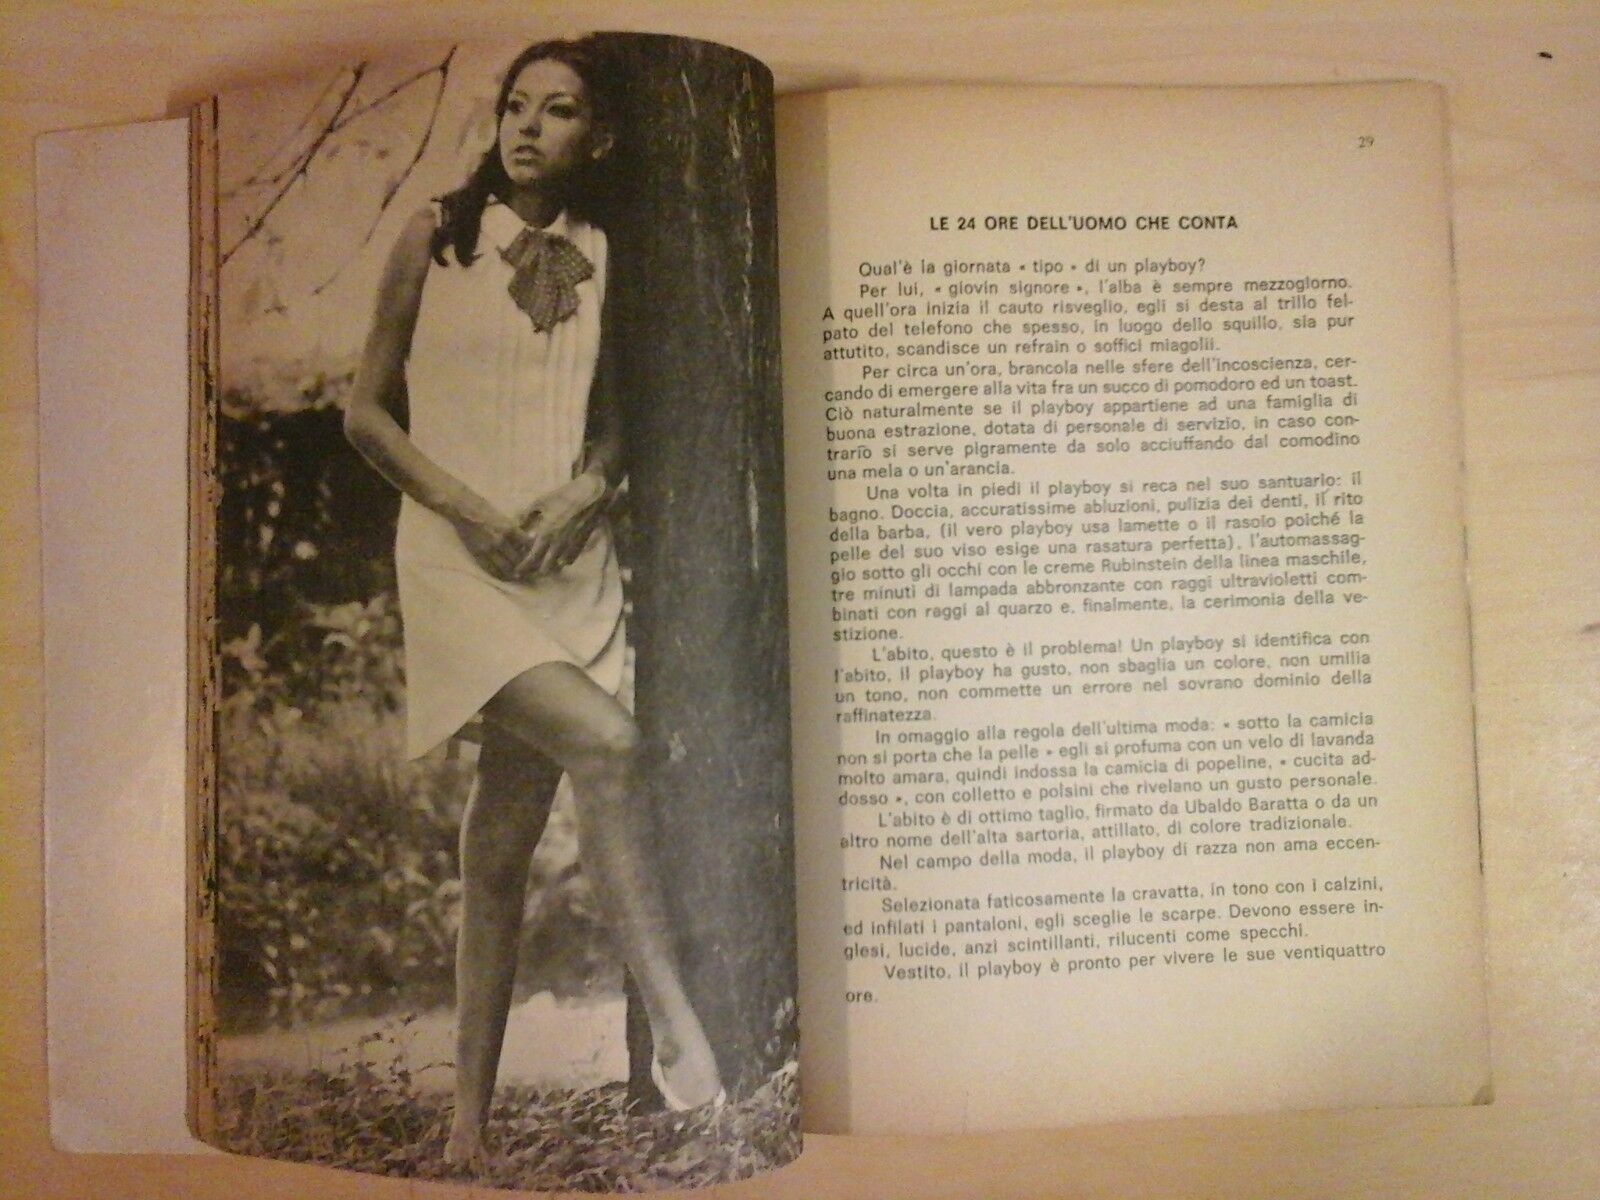 29
LE 24 ORE DELL'UOMO CHE CONTA
Qual'è la giornata « tipo » di un playboy?
Per lui, « giovin signore », l'alba è sempre mezzogiorno.
A quell'ora inizia il cauto risveglio, egli si desta al trillo fel-
pato del telefono che spesso, in luogo dello squillo, sia pur
attutito, scandisce un refrain o soffici miagolii.
Per circa un'ora, brancola nelle sfere dell'incoscienza, cer-
cando di emergere alla vita fra un succo di pomodoro ed un toast.
Ciò naturalmente se il playboy appartiene ad una famiglia di
buona estrazione, dotata di personale di servizio, in caso con-
trario si serve pigramente da solo acciuffando dal comodino
una mela o un'arancia.
Una volta in piedi il playboy si reca nel suo santuario: il
bagno. Doccia, accuratissime abluzioni, pulizia dei denti, il rito
della barba, (il vero playboy usa lamette o il rasoio poiché la
pelle del suo viso esige una rasatura perfetta), l'automassag-
gio sotto gli occhi con le creme Rubinstein della linea maschile,
tre minuti di lampada abbronzante con raggi ultravioletti com-
binati con raggi al quarzo e, finalmente, la cerimonia della ve-
stizione.
L'abito, questo è il problema! Un playboy si identifica con
l'abito, il playboy ha gusto, non sbaglia un colore, non umilia
un tono, non commette un errore nel sovrano dominio della
raffinatezza.
In omaggio alla regola dell'ultima moda: « sotto la camicia
non si porta che la pelle » egli si profuma con un velo di lavanda
molto amara, quindi indossa la camicia di popeline, « cucita ad-
dosso », con colletto e polsini che rivelano un gusto personale.
L'abito è di ottimo taglio, firmato da Ubaldo Baratta o da un
altro nome dell'alta sartoria, attillato, di colore tradizionale.
Nel campo della moda, il playboy di razza non ama eccen-
tricità.
Selezionata faticosamente la cravatta, in tono con i calzini,
ed infilati i pantaloni, egli sceglie le scarpe. Devono essere in-
glesi, lucide, anzi scintillanti, rilucenti come specchi.
Vestito, il playboy è pronto per vivere le sue ventiquattro
ore.